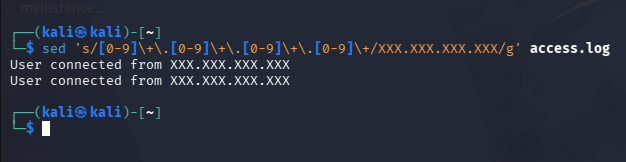 myinstance...
┌──(kali㉿kali)-[~]
└─$ sed 's/[0-9]\+\.[0-9]\+\.[0-9]\+\.[0-9]\+/XXX.XXX.XXX.XXX/g' access.log
User connected from XXX.XXX.XXX.XXX
User connected from XXX.XXX.XXX.XXX
┌──(kali㉿kali)-[~]
└─$